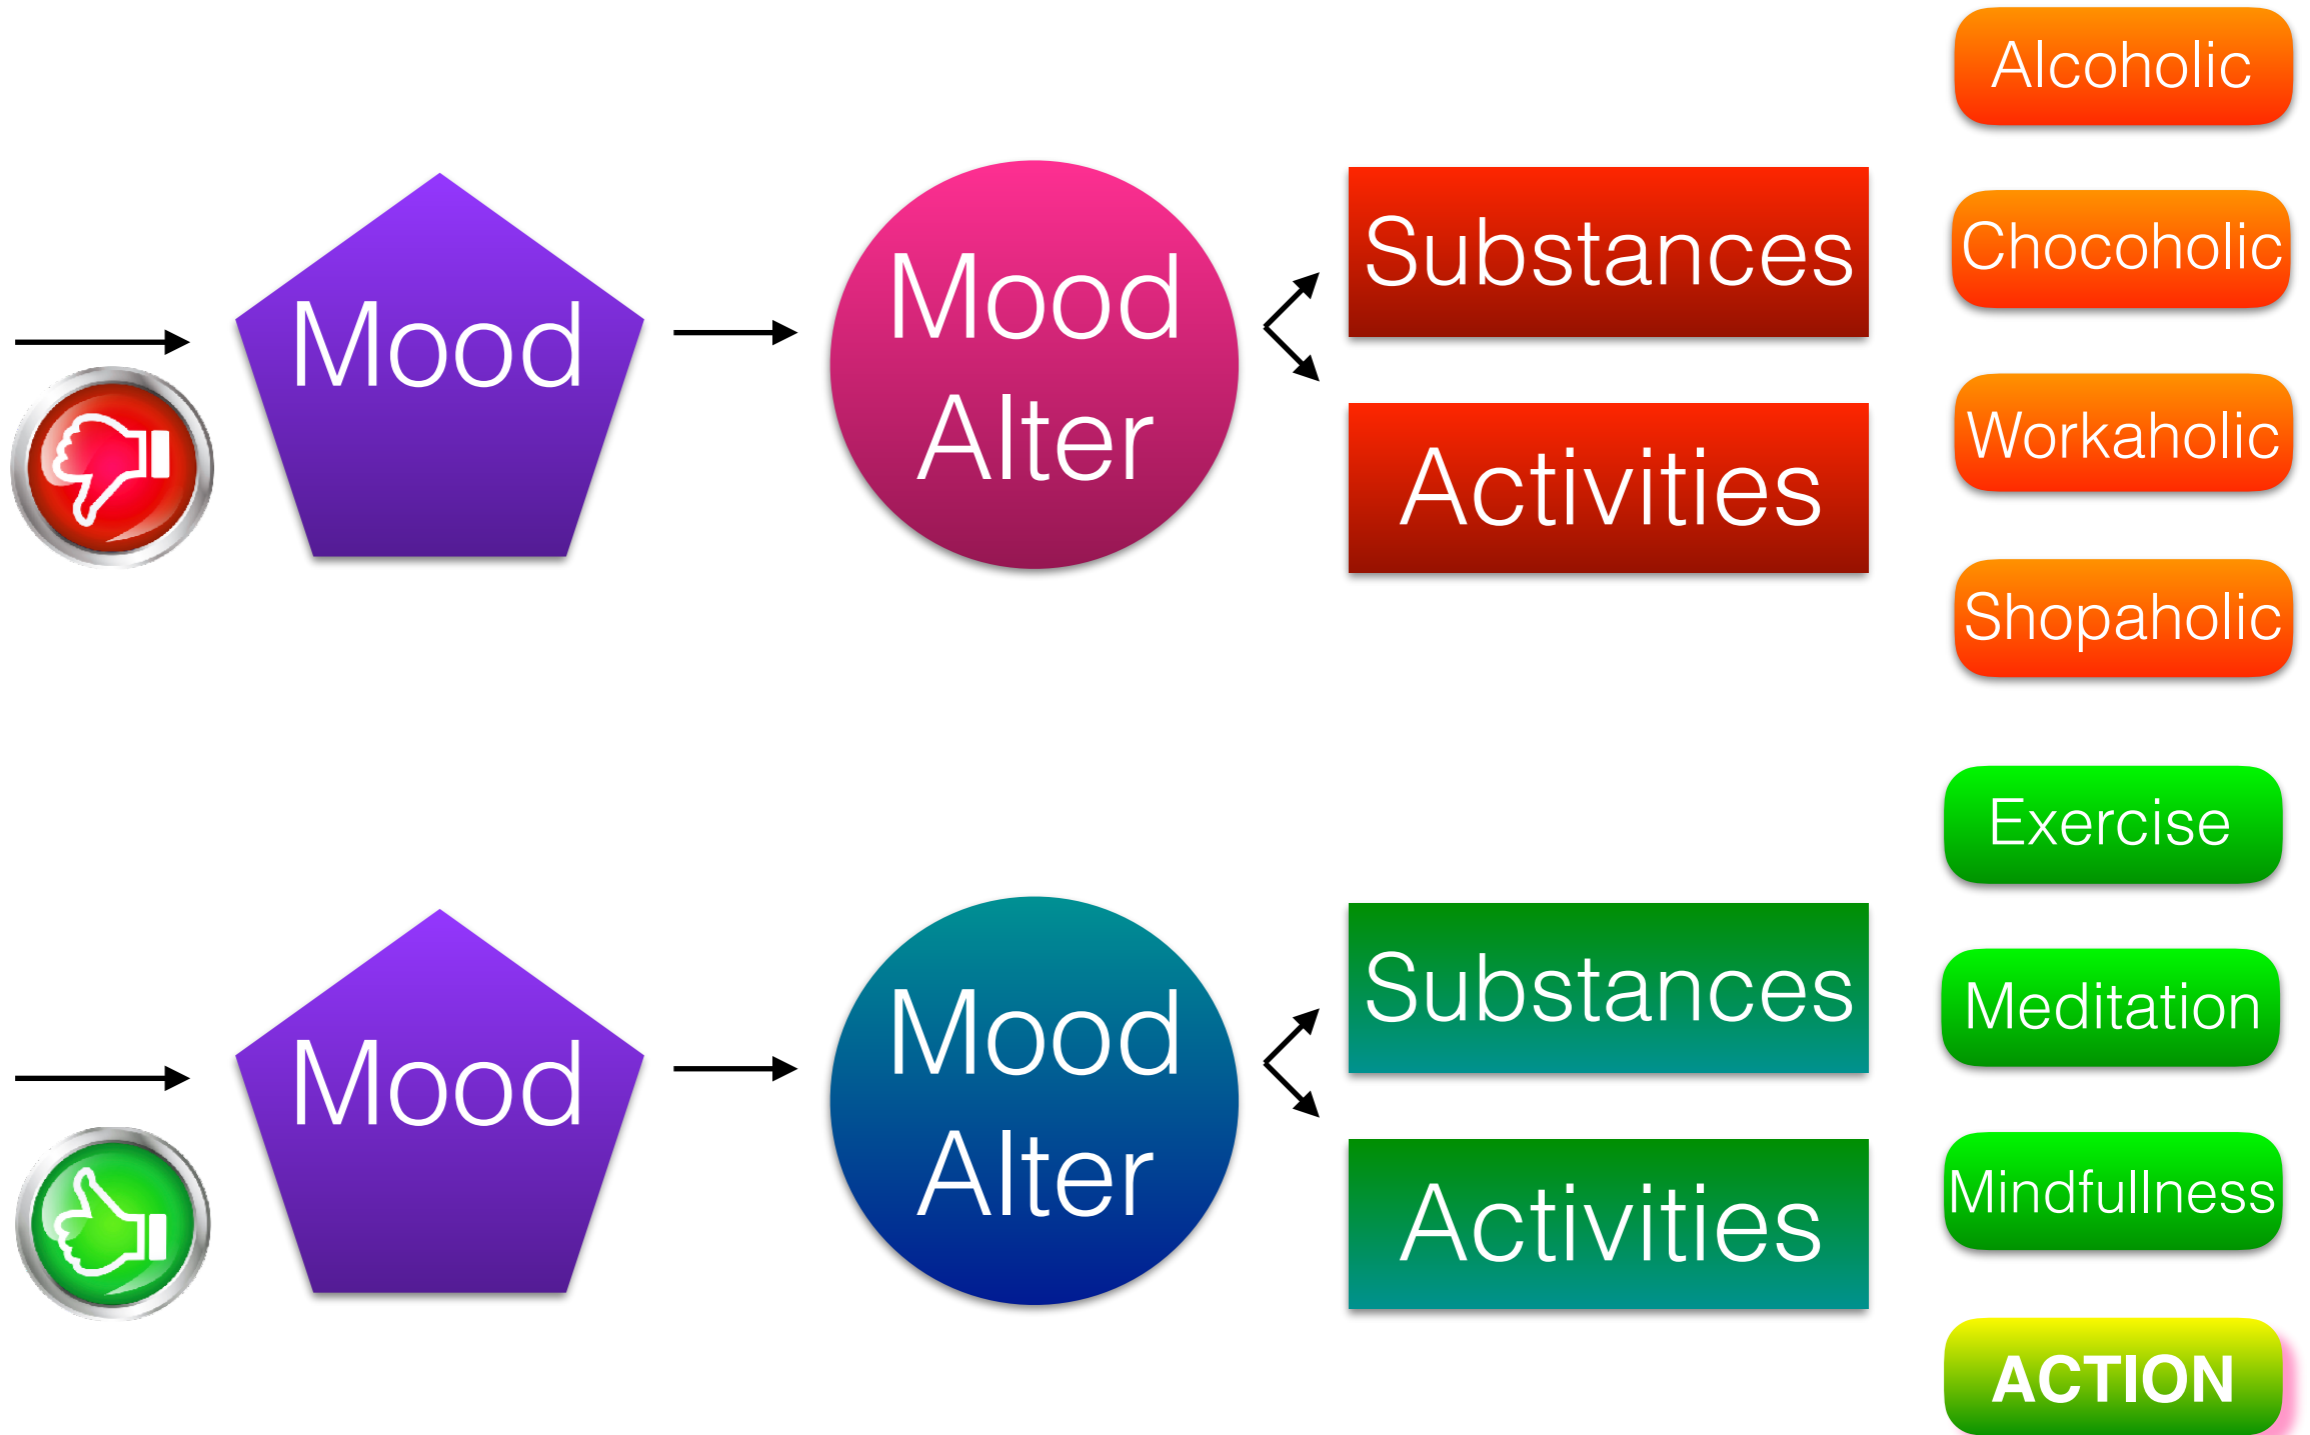 Alcoholic
Chocoholic
Workaholic
Shopaholic
Mood
Mood
Alter
Substances
Activities
Exercise
Meditation
Mindfullness
ACTION
Mood
Mood
Alter
Substances
Activities